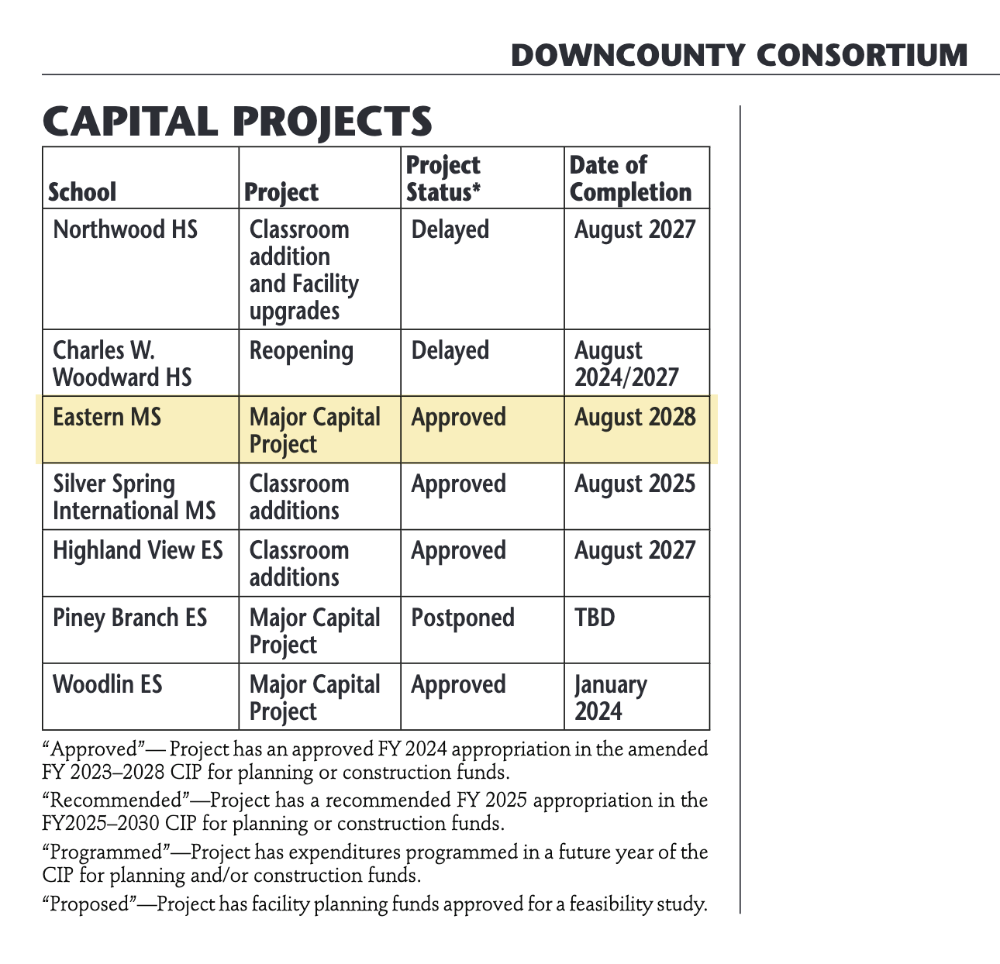 DOWNCOUNTY CONSORTIUM
CAPITAL PROJECTS
School
Project
Project
Status*
Date of
Completion
Northwood HS
Classroom
addition
and Facility
upgrades
Delayed
August 2027
Charles W.
Woodward HS
Reopening
Delayed
August
2024/2027
Eastern MS
Major Capital
Project
Approved
August 2028
Silver Spring
International MS
Classroom
additions
Approved
August 2025
Highland View ES
Classroom
additions
Approved
August 2027
Piney Branch ES
Major Capital
Project
Postponed
TBD
Woodlin ES
Major Capital
Project
Approved
January
2024
“Approved”— Project has an approved FY 2024 appropriation in the amended
FY 2023–2028 CIP for planning or construction funds.
“Recommended”—Project has a recommended FY 2025 appropriation in the
FY2025–2030 CIP for planning or construction funds.
“Programmed”—Project has expenditures programmed in a future year of the
CIP for planning and/or construction funds.
“Proposed”—Project has facility planning funds approved for a feasibility study.